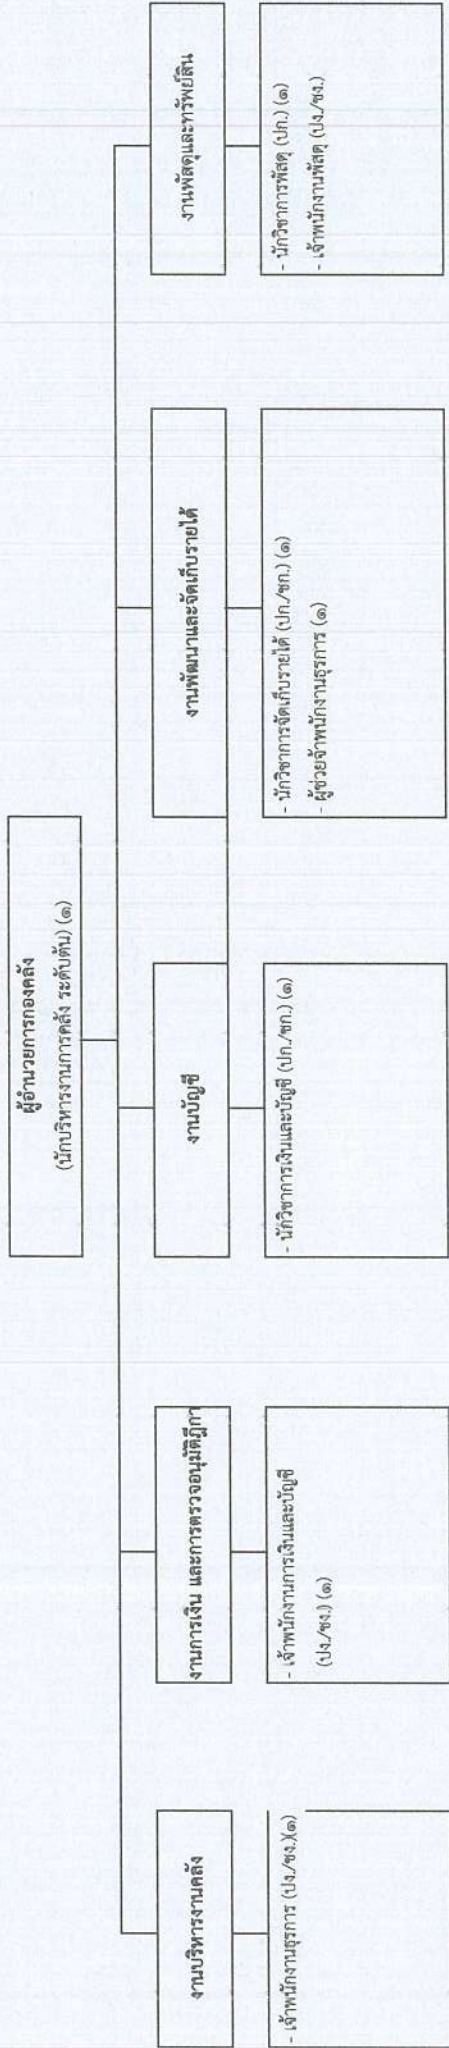 ผู้อำนวยการกองคลัง
(นักบริหารงานการคลัง ระดับต้น) (๑)
งานบริหารงานคลัง
- เจ้าพนักงานธุรการ (ปง./ชง.)(๑)
งานการเงิน และการตรวจอนุมัติฎีกา
- เจ้าพนักงานการเงินและบัญชี
(ปง./ชง.) (๑)
งานบัญชี
- นักวิชาการเงินและบัญชี (ปก./ชก.) (๑)
งานพัฒนาและจัดเก็บรายได้
- นักวิชาการจัดเก็บรายได้ (ปก./ชก.) (๑)
- ผู้ช่วยจ้าพนักงานธุรการ (๑)
งานพัสดุและทรัพย์สิน
- นักวิชาการพัสดุ (ปก.) (๑)
- เจ้าพนักงานพัสดุ (ปง./ชง.)